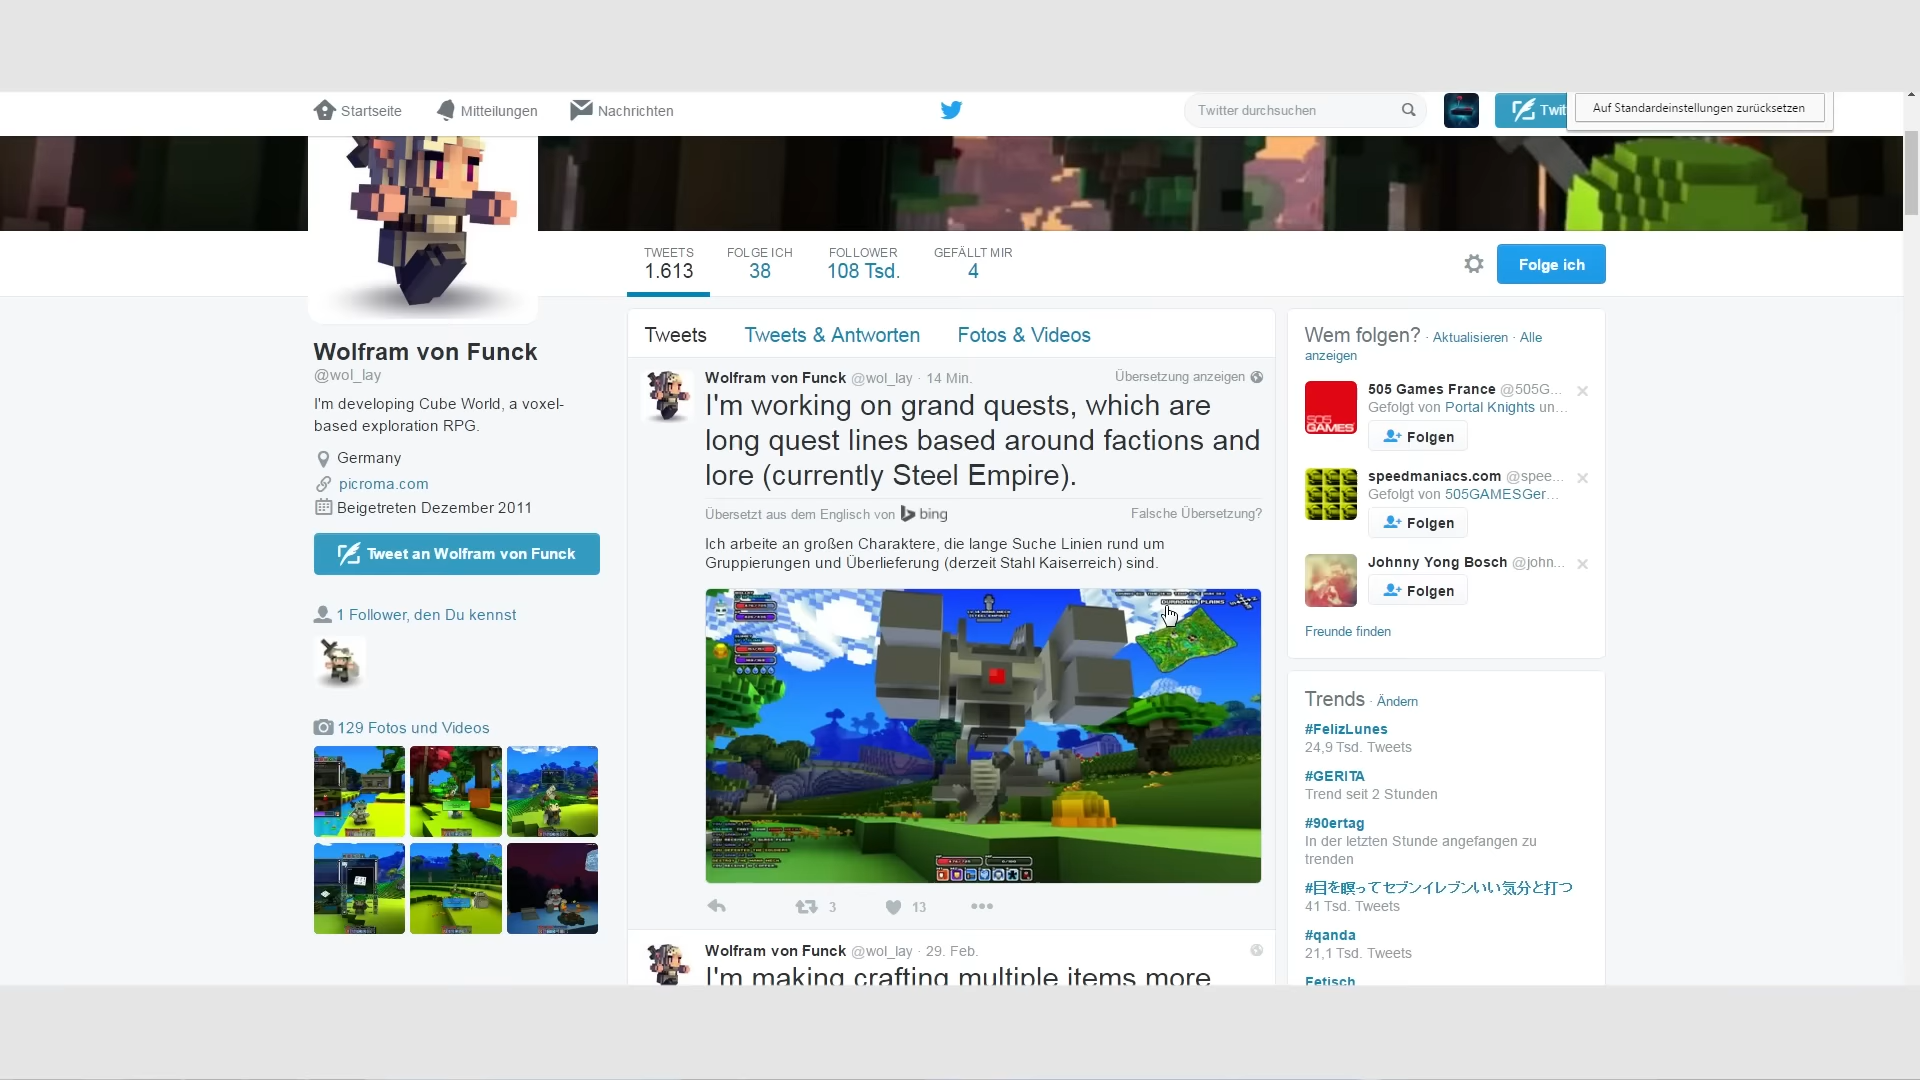 Startseite
Mitteilungen
Nachrichten
Twitter durchsuchen
Twit
Auf Standardeinstellungen zurücksetzen
TWEETS
1.613
FOLGE ICH
38
FOLLOWER
108 Tsd.
GEFÄLLT MIR
4
Folge ich
Wolfram von Funck
@wol_lay
I'm developing Cube World, a voxel-
based exploration RPG.
Germany
picroma.com
Beigetreten Dezember 2011
Tweet an Wolfram von Funck
1 Follower, den Du kennst
129 Fotos und Videos
Tweets
Tweets & Antworten
Fotos & Videos
Wolfram von Funck @wol_lay · 14 Min.
Übersetzung anzeigen
I'm working on grand quests, which are
long quest lines based around factions and
lore (currently Steel Empire).
Übersetzt aus dem Englisch von bing
Falsche Übersetzung?
Ich arbeite an großen Charaktere, die lange Suche Linien rund um
Gruppierungen und Überlieferung (derzeit Stahl Kaiserreich) sind.
3
13
Wolfram von Funck @wol_lay · 29. Feb.
I'm making crafting multiple items more
Wem folgen? · Aktualisieren · Alle
anzeigen
505 GAMES
505 Games France @505G...
Gefolgt von Portal Knights un...
Folgen
speedmaniacs.com @spee...
Gefolgt von 505GAMESGer...
Folgen
Johnny Yong Bosch @john...
Folgen
Freunde finden
Trends · Ändern
#FelizLunes
24,9 Tsd. Tweets
#GERITA
Trend seit 2 Stunden
#90ertag
In der letzten Stunde angefangen zu
trenden
#目を瞑ってセブンイレブンいい気分と打つ
41 Tsd. Tweets
#qanda
21,1 Tsd. Tweets
Fetisch